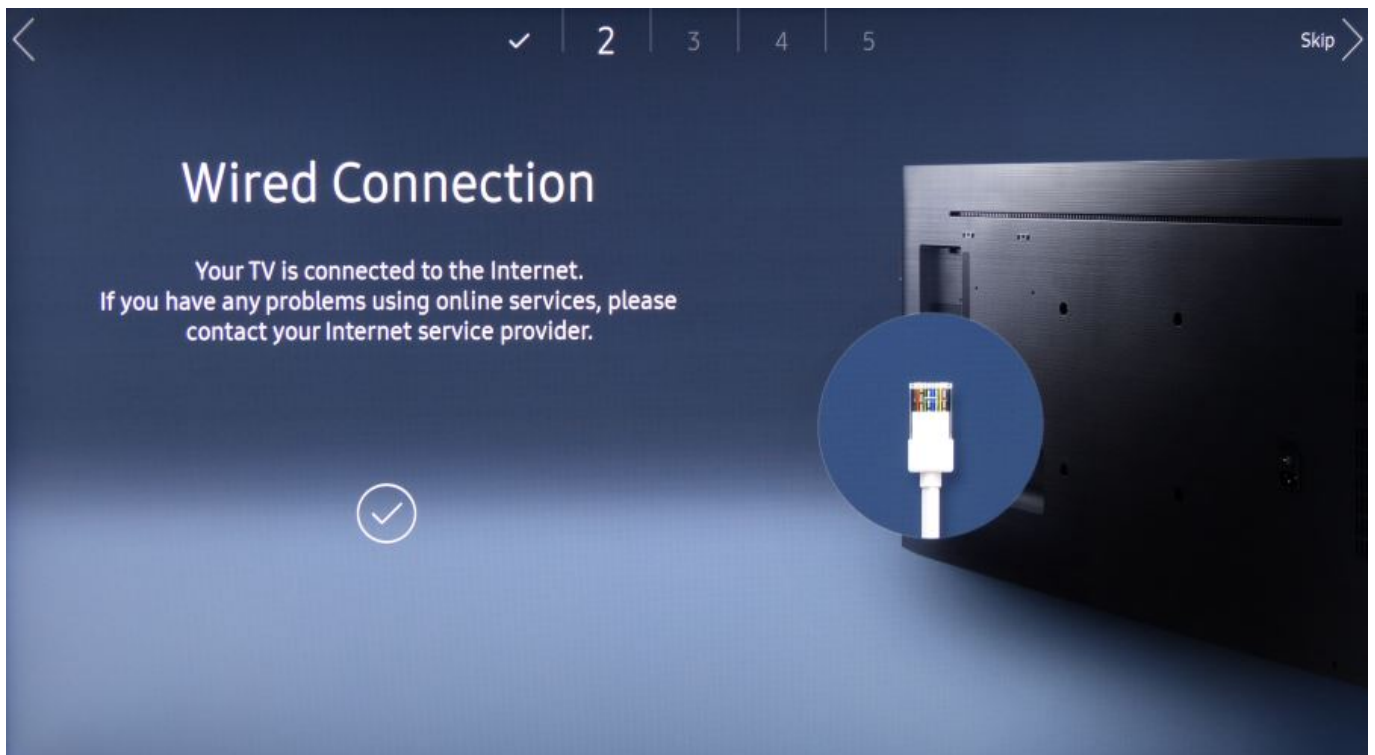 2 3 4 5
Skip
Wired Connection
Your TV is connected to the Internet.
If you have any problems using online services, please
contact your Internet service provider.